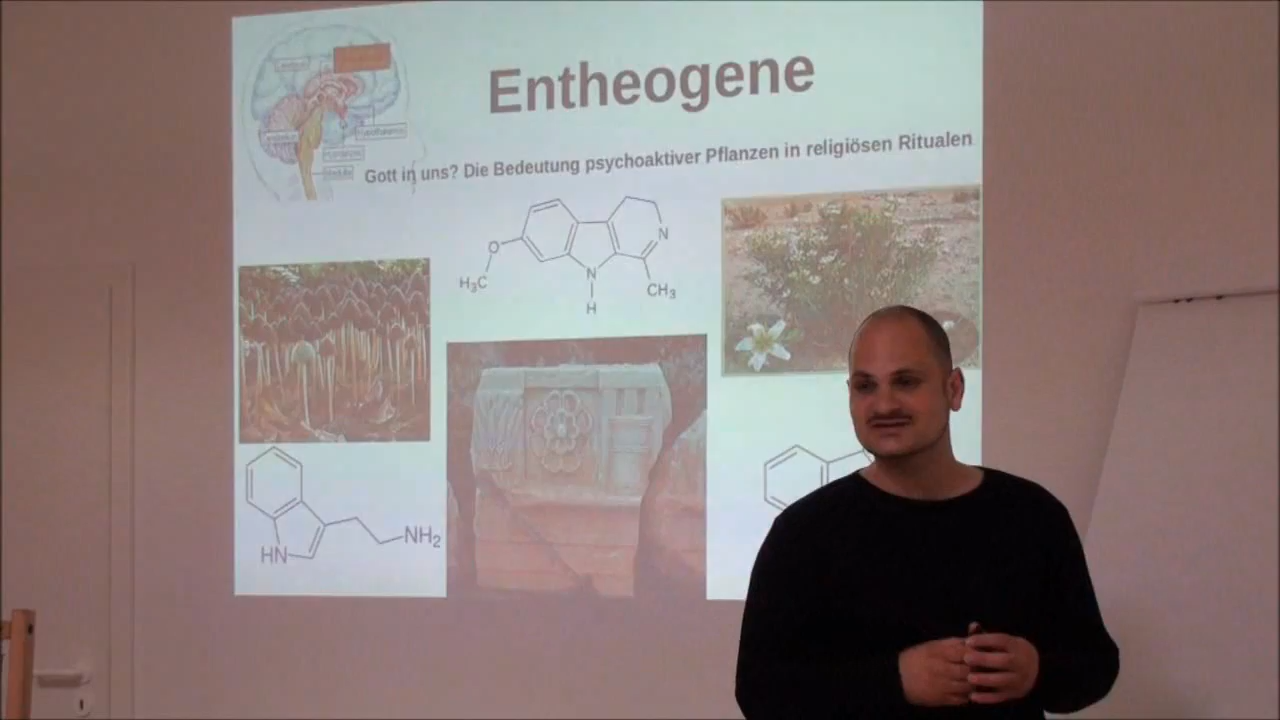 Entheogene
Gott in uns? Die Bedeutung psychoaktiver Pflanzen in religiösen Ritualen
O
N
H₃C
N
CH₃
H
NH₂
HN